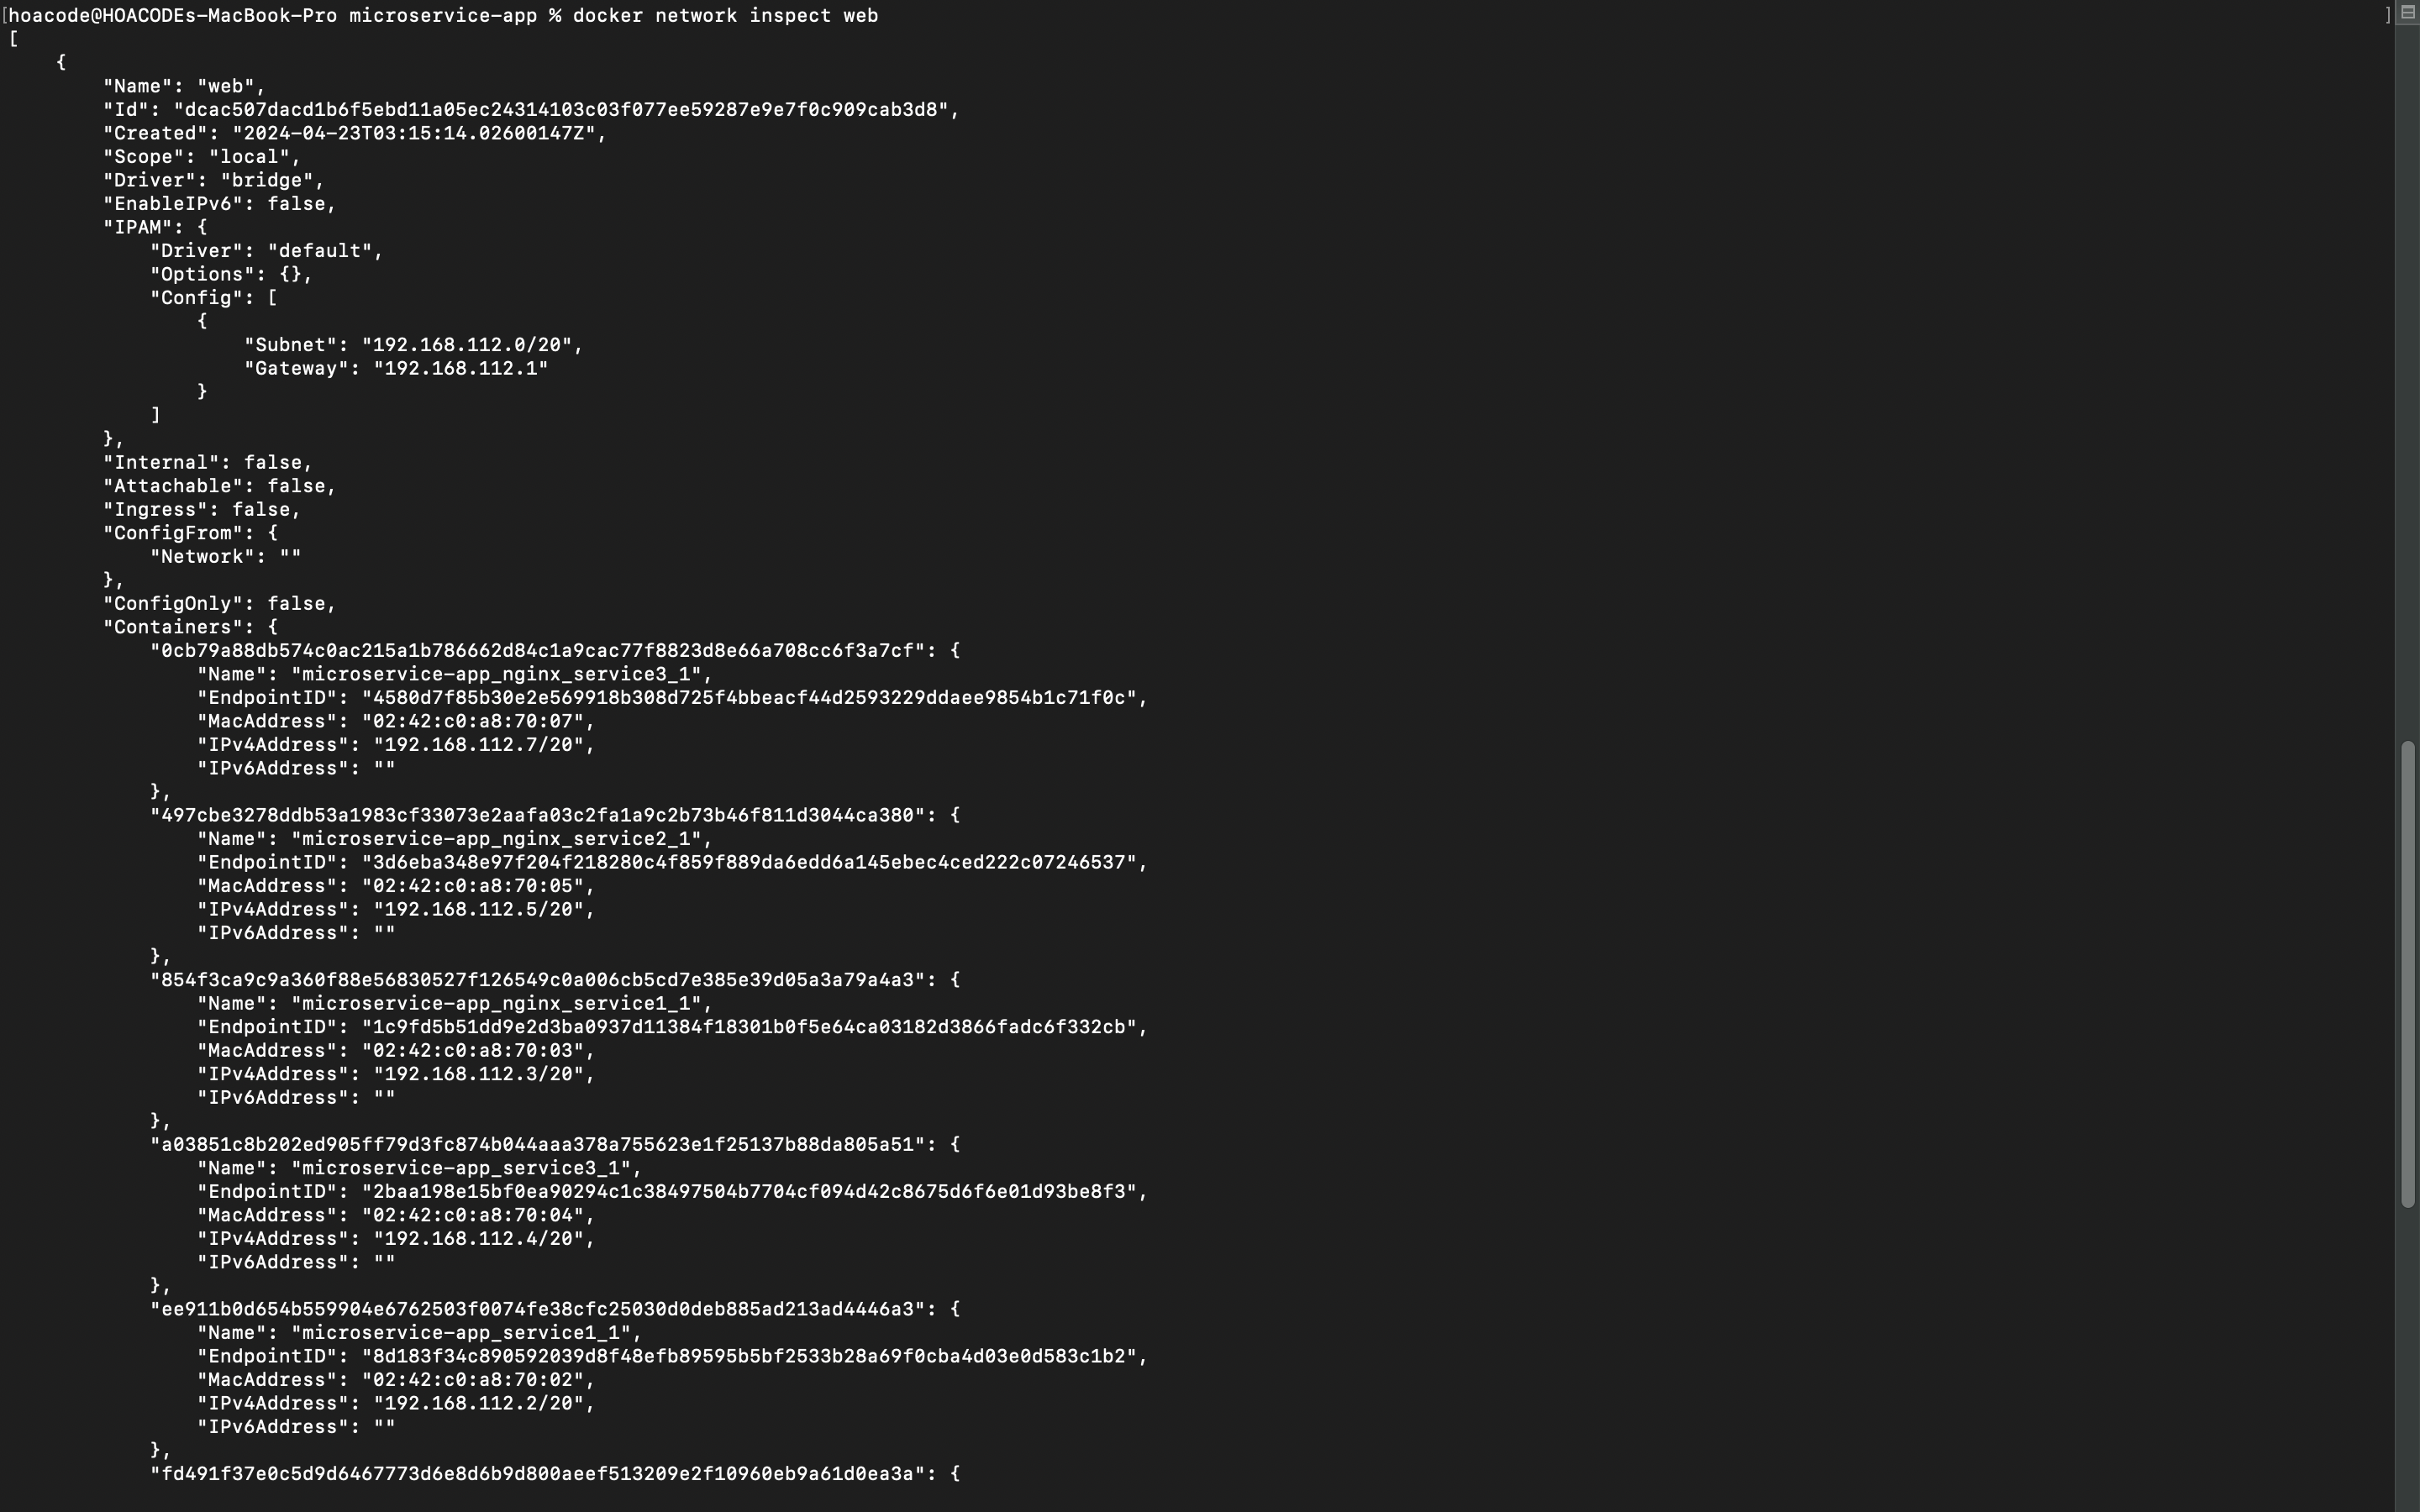 [hoacode@HOACODEs-MacBook-Pro microservice-app % docker network inspect web ]
[
    {
        "Name": "web",
        "Id": "dcac507dacd1b6f5ebd11a05ec24314103c03f077ee59287e9e7f0c909cab3d8",
        "Created": "2024-04-23T03:15:14.02600147Z",
        "Scope": "local",
        "Driver": "bridge",
        "EnableIPv6": false,
        "IPAM": {
            "Driver": "default",
            "Options": {},
            "Config": [
                {
                    "Subnet": "192.168.112.0/20",
                    "Gateway": "192.168.112.1"
                }
            ]
        },
        "Internal": false,
        "Attachable": false,
        "Ingress": false,
        "ConfigFrom": {
            "Network": ""
        },
        "ConfigOnly": false,
        "Containers": {
            "0cb79a88db574c0ac215a1b786662d84c1a9cac77f8823d8e66a708cc6f3a7cf": {
                "Name": "microservice-app_nginx_service3_1",
                "EndpointID": "4580d7f85b30e2e569918b308d725f4bbeacf44d2593229ddaee9854b1c71f0c",
                "MacAddress": "02:42:c0:a8:70:07",
                "IPv4Address": "192.168.112.7/20",
                "IPv6Address": ""
            },
            "497cbe3278ddb53a1983cf33073e2aafa03c2fa1a9c2b73b46f811d3044ca380": {
                "Name": "microservice-app_nginx_service2_1",
                "EndpointID": "3d6eba348e97f204f218280c4f859f889da6edd6a145ebec4ced222c07246537",
                "MacAddress": "02:42:c0:a8:70:05",
                "IPv4Address": "192.168.112.5/20",
                "IPv6Address": ""
            },
            "854f3ca9c9a360f88e56830527f126549c0a006cb5cd7e385e39d05a3a79a4a3": {
                "Name": "microservice-app_nginx_service1_1",
                "EndpointID": "1c9fd5b51dd9e2d3ba0937d11384f18301b0f5e64ca03182d3866fadc6f332cb",
                "MacAddress": "02:42:c0:a8:70:03",
                "IPv4Address": "192.168.112.3/20",
                "IPv6Address": ""
            },
            "a03851c8b202ed905ff79d3fc874b044aaa378a755623e1f25137b88da805a51": {
                "Name": "microservice-app_service3_1",
                "EndpointID": "2baa198e15bf0ea90294c1c38497504b7704cf094d42c8675d6f6e01d93be8f3",
                "MacAddress": "02:42:c0:a8:70:04",
                "IPv4Address": "192.168.112.4/20",
                "IPv6Address": ""
            },
            "ee911b0d654b559904e6762503f0074fe38cfc25030d0deb885ad213ad4446a3": {
                "Name": "microservice-app_service1_1",
                "EndpointID": "8d183f34c890592039d8f48efb89595b5bf2533b28a69f0cba4d03e0d583c1b2",
                "MacAddress": "02:42:c0:a8:70:02",
                "IPv4Address": "192.168.112.2/20",
                "IPv6Address": ""
            },
            "fd491f37e0c5d9d6467773d6e8d6b9d800aeef513209e2f10960eb9a61d0ea3a": {